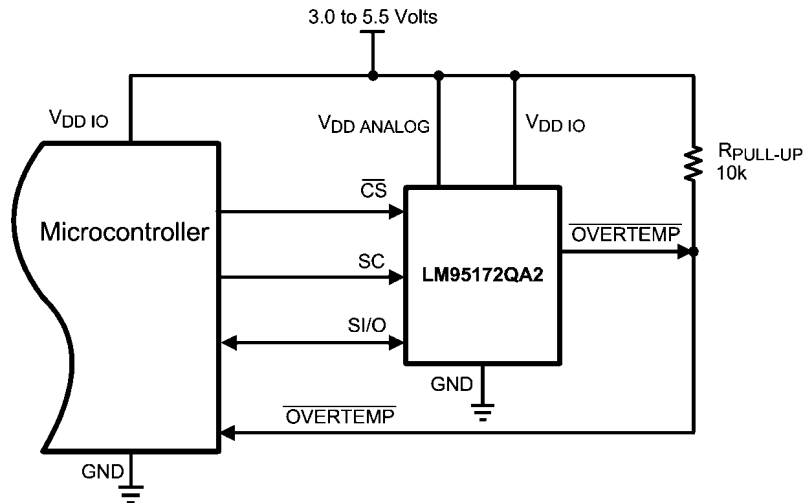 3.0 to 5.5 Volts
VDD IO
VDD ANALOG
VDD IO
RPULL-UP
10k
CS
Microcontroller
OVERTEMP
SC
LM95172QA2
SI/O
GND
OVERTEMP
GND